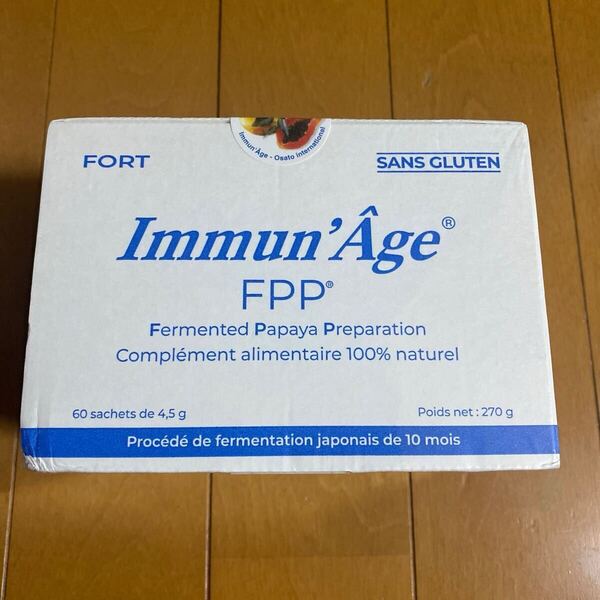 Immun'Âge - Osato International
FORT
SANS GLUTEN
Immun'Âge®
FPP®
Fermented Papaya Preparation
Complément alimentaire 100% naturel
60 sachets de 4,5 g
Poids net : 270 g
Procédé de fermentation japonais de 10 mois